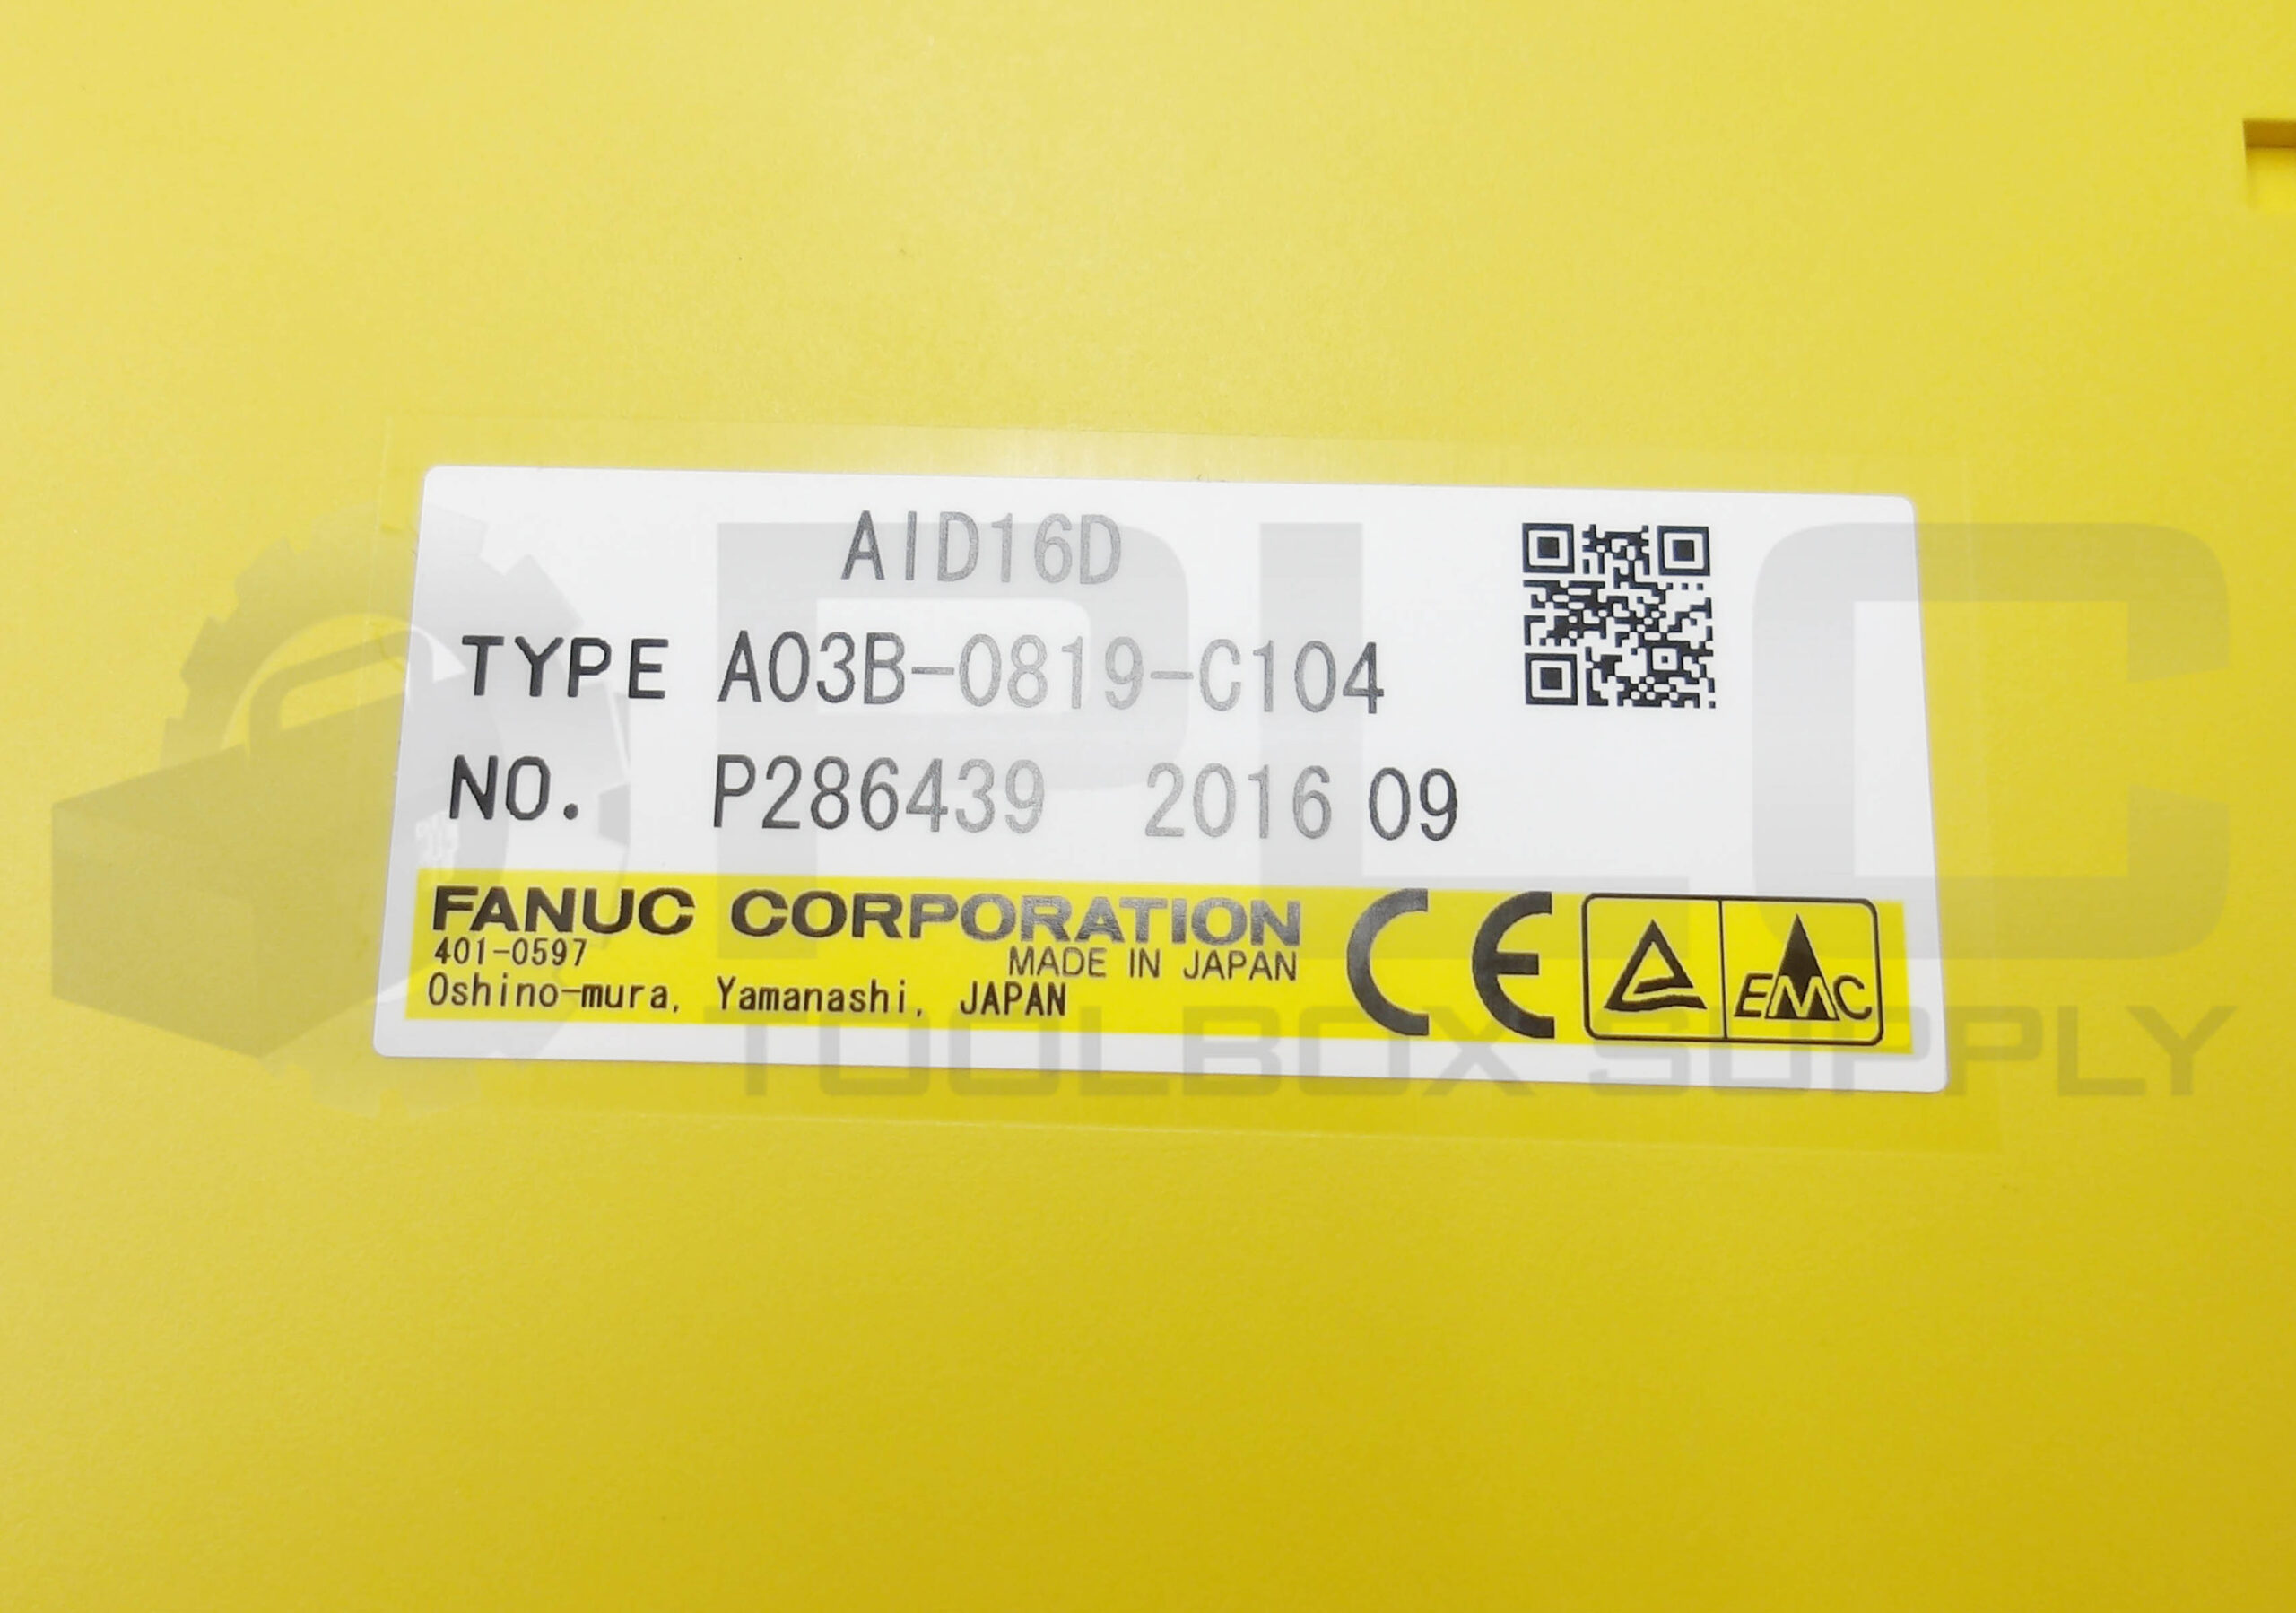 AID16D
TYPE A03B-0819-C104
NO. P286439 2016 09
FANUC CORPORATION
401-0597 MADE IN JAPAN
Oshino-mura, Yamanashi, JAPAN
CE
EMC
PLC
TOOLBOX SUPPLY